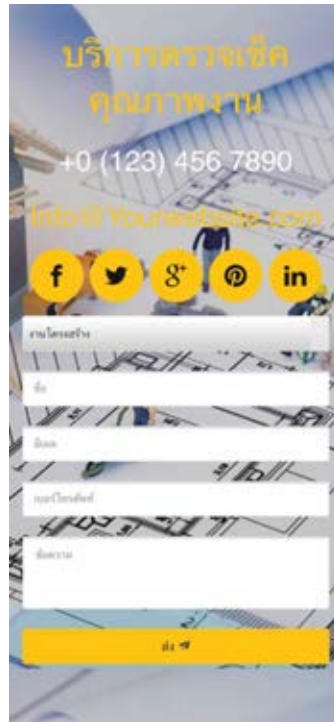 บริการตรวจเช็ค
คุณภาพงาน
+0 (123) 456 7890
info@Yourwebsite.com
f 8+ in
งานโครงสร้าง
ชื่อ
อีเมล
เบอร์โทรศัพท์
ข้อความ
ส่ง